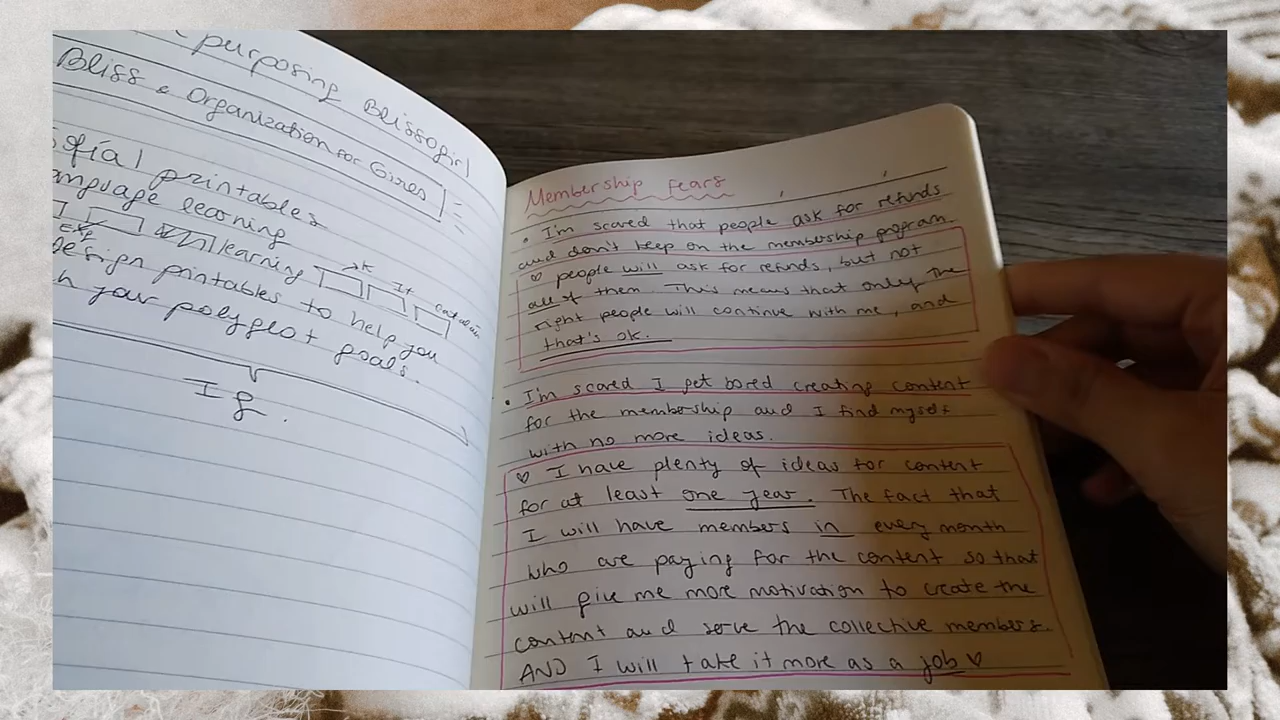 purposing Blissogirl
Bliss & Organization for Girls
printables
language learning
learning
It catalan
design printables to help you
your polyglot goals.
Ig.
Membership Fears
• I'm scared that people ask for refunds
and don't keep on the membership program
♡ people will ask for refunds, but not
all of them. This means that only the
right people will continue with me, and
that's ok.
• I'm scared I get bored creating content
for the membership and I find myself
with no more ideas.
♡ I have plenty of ideas for content
for at least one year. The fact that
I will have members in every month
who are paying for the content so that
will give me more motivation to create the
content and serve the collective members.
AND I will take it more as a job ♡